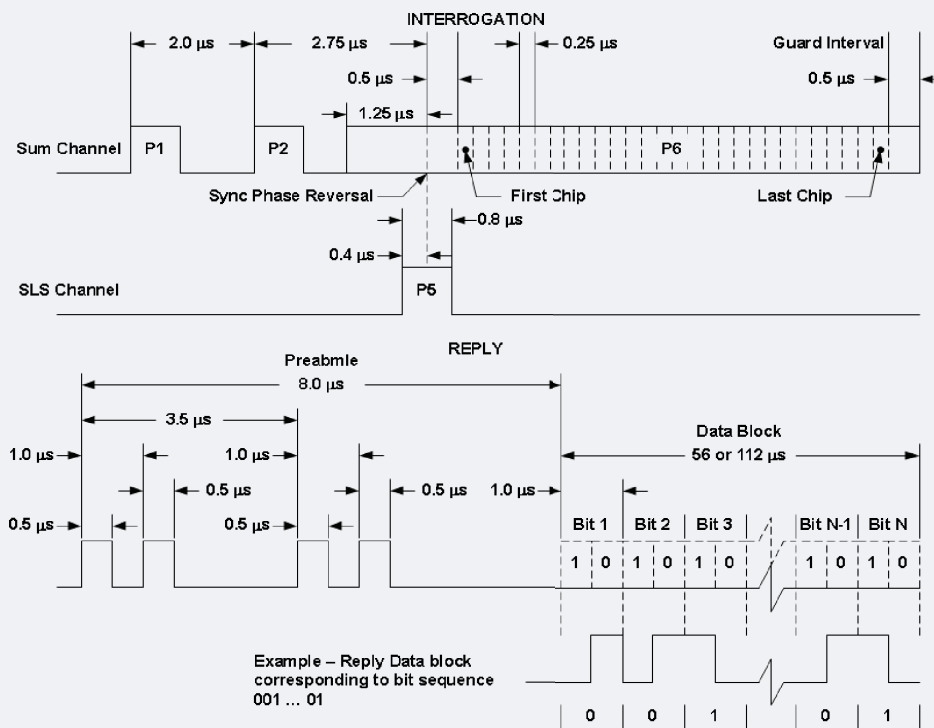 INTERROGATION
2.0 µs
2.75 µs
0.25 µs
Guard Interval
0.5 µs
0.5 µs
1.25 µs
Sum Channel
P1
P2
P6
Sync Phase Reversal
First Chip
Last Chip
0.8 µs
0.4 µs
SLS Channel
P5
REPLY
Preabmle
8.0 µs
3.5 µs
Data Block
56 or 112 µs
1.0 µs
1.0 µs
0.5 µs
0.5 µs
1.0 µs
0.5 µs
0.5 µs
Bit 1
Bit 2
Bit 3
Bit N-1
Bit N
1 0 1 0 1 0 1 0 1 0
Example – Reply Data block
corresponding to bit sequence
001 ... 01
0 0 1 0 1